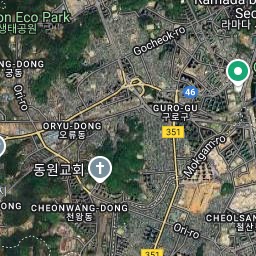 on Eco Park
생태공원
Ramada b
Seo
라마다
Gocheok-ro
ONG-DONG
궁동
Ori-ro
46
GURO-GU
구로구
351
ORYU-DONG
오류동
동원교회
Mokgam-ro
CHEONWANG-DONG
천왕동
CHEOLSAN
철산
Ori-ro
351